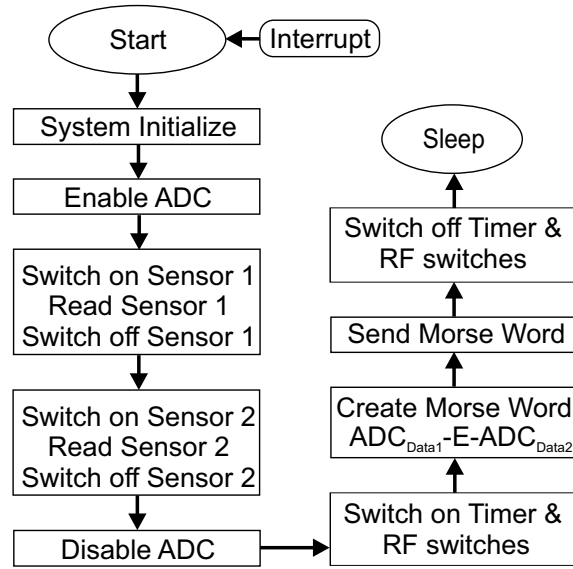 Start
Interrupt
System Initialize
Enable ADC
Switch on Sensor 1
Read Sensor 1
Switch off Sensor 1
Switch on Sensor 2
Read Sensor 2
Switch off Sensor 2
Disable ADC
Switch on Timer &
RF switches
Create Morse Word
ADCData1-E-ADCData2
Send Morse Word
Switch off Timer &
RF switches
Sleep